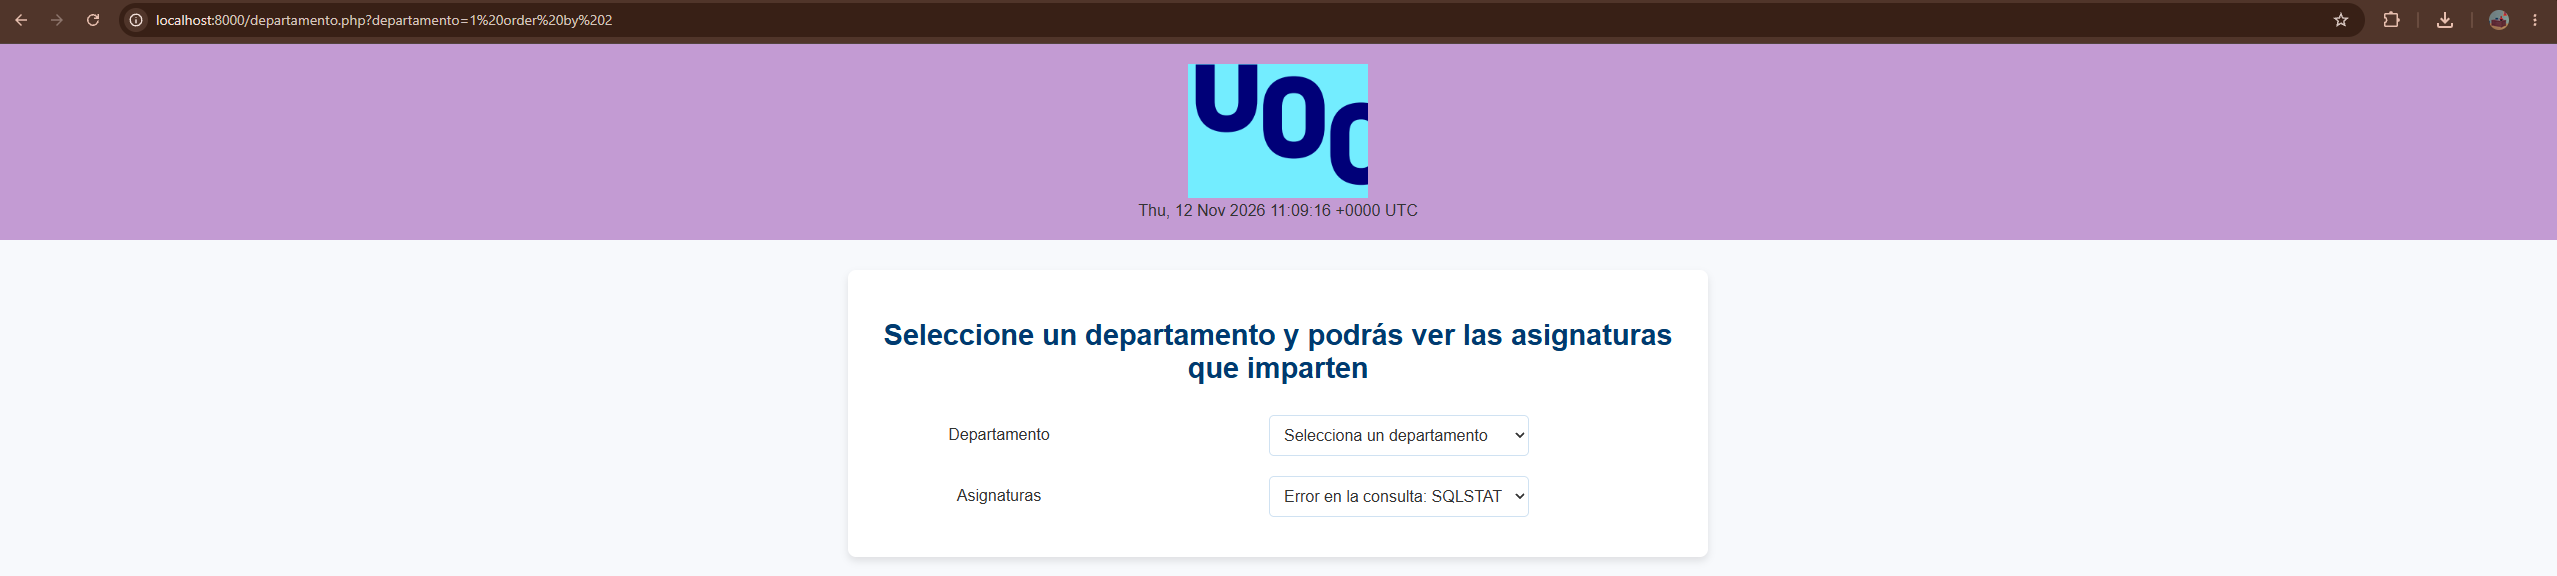 localhost:8000/departamento.php?departamento=1%20order%20by%202
UOC
Thu, 12 Nov 2026 11:09:16 +0000 UTC
Seleccione un departamento y podrás ver las asignaturas
que imparten
Departamento
Selecciona un departamento
Asignaturas
Error en la consulta: SQLSTAT